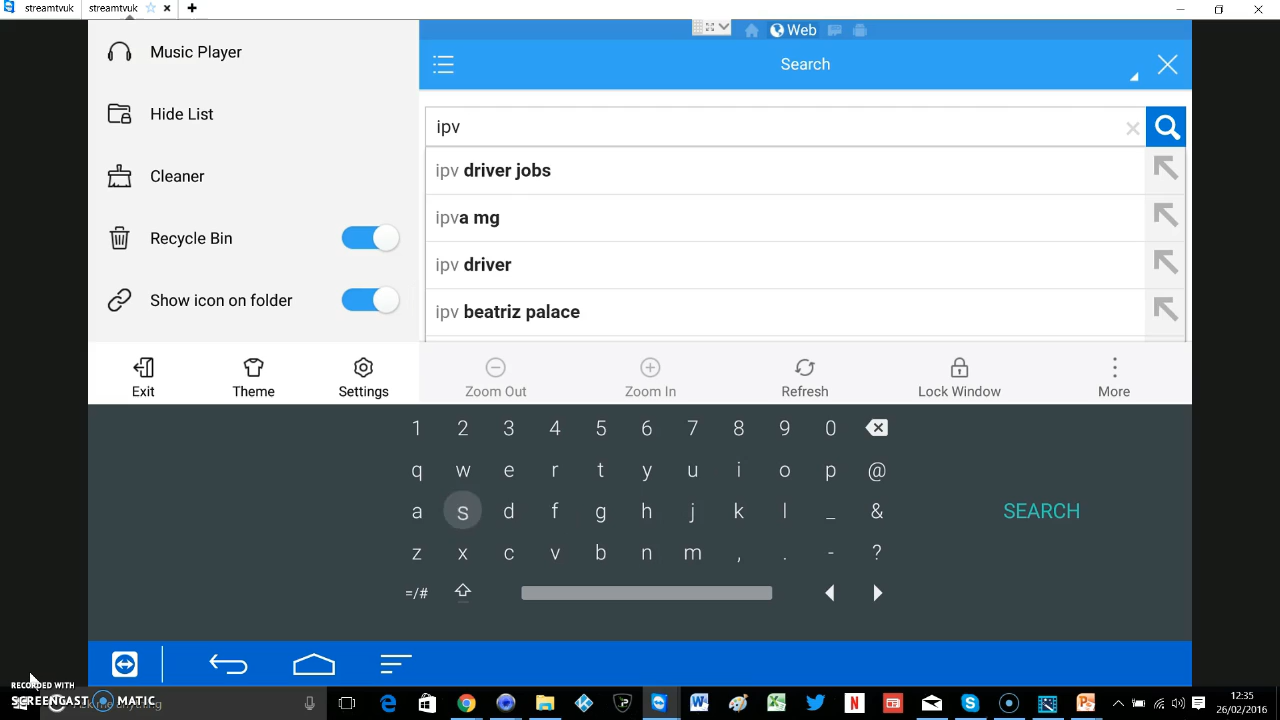 streamtvuk
streamtvuk
Music Player
Hide List
Cleaner
Recycle Bin
Show icon on folder
Exit
Theme
Settings
Web
Search
ipv
ipv driver jobs
ipva mg
ipv driver
ipv beatriz palace
Zoom Out
Zoom In
Refresh
Lock Window
More
1 2 3 4 5 6 7 8 9 0
q w e r t y u i o p @
a s d f g h j k l _ &
z x c v b n m , . - ?
=/#
SEARCH
RECORDED WITH
SCREENCAST MATIC
12:35
26/02/2016